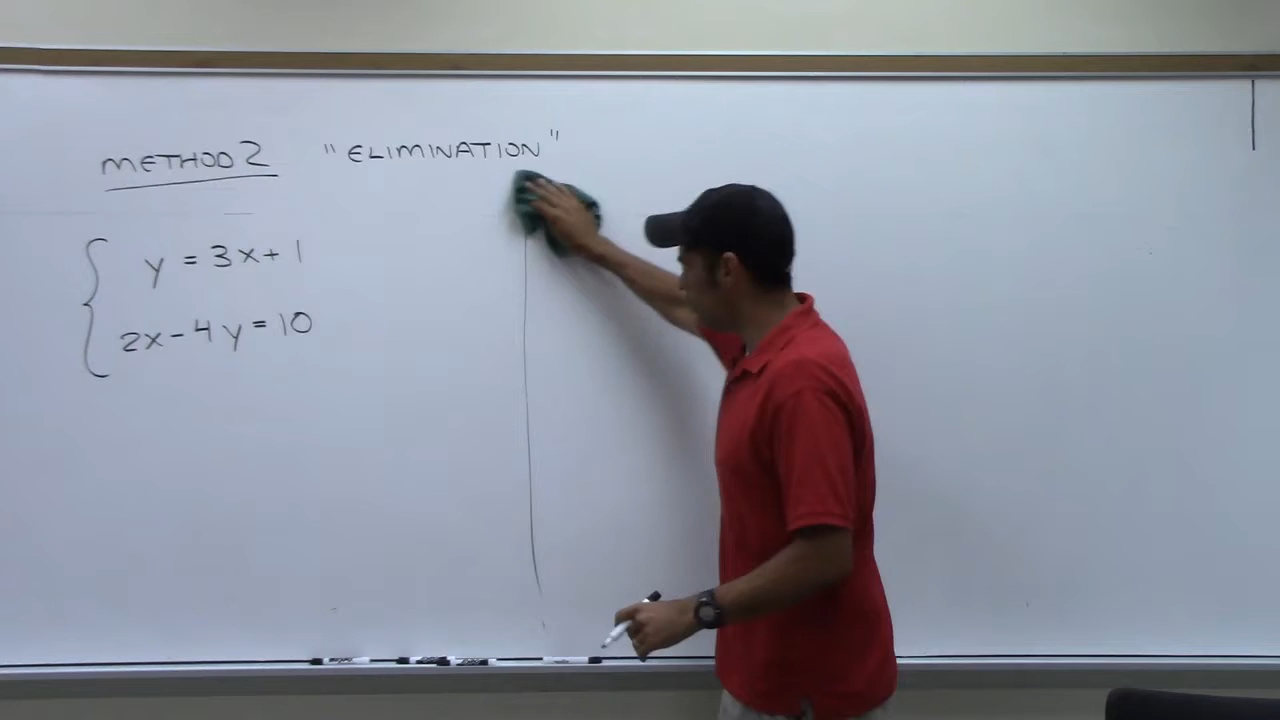 METHOD 2 "ELIMINATION"
y = 3x + 1
2x - 4y = 10